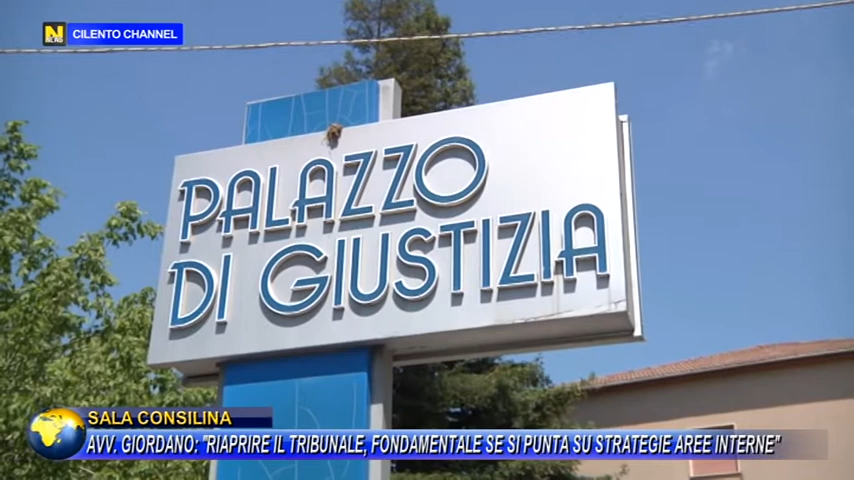 N
NEWS
CILENTO CHANNEL
PALAZZO
DI GIUSTIZIA
SALA CONSILINA
AVV. GIORDANO: "RIAPRIRE IL TRIBUNALE, FONDAMENTALE SE SI PUNTA SU STRATEGIE AREE INTERNE"